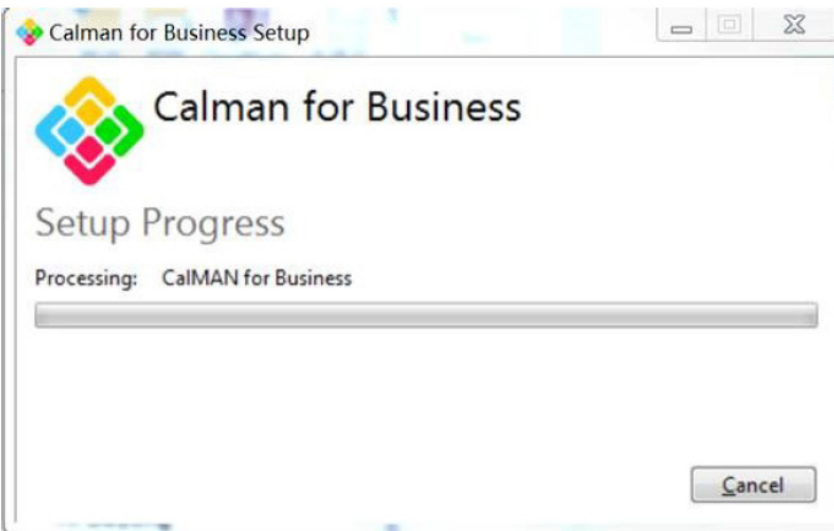 Calman for Business Setup
Calman for Business
Setup Progress
Processing: CalMAN for Business
Cancel